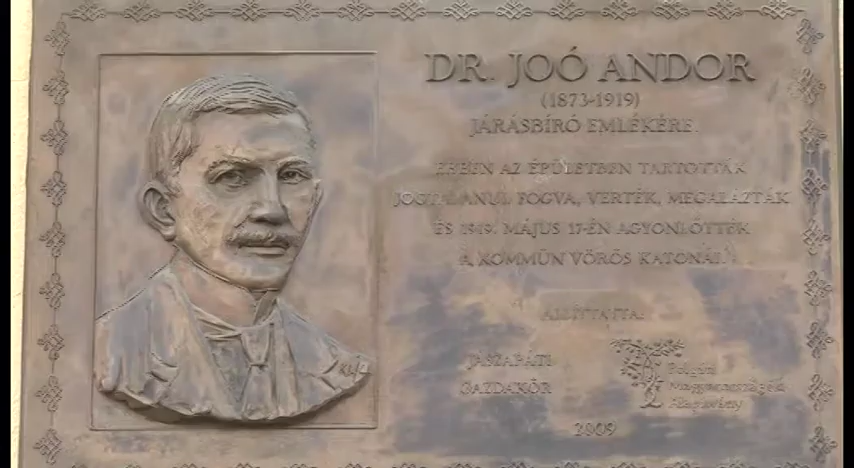 DR. JOÓ ANDOR
(1873-1919)
JÁRÁSBÍRÓ EMLÉKÉRE.
EBBEN AZ ÉPÜLETBEN TARTOTTÁK
JOGTALANUL FOGVA, VERTÉK, MEGALÁZTÁK
ÉS 1919. MÁJUS 17-ÉN AGYONLŐTTÉK
A KOMMÜN VÖRÖS KATONÁI.
ÁLLÍTTATTA:
JÁSZAPÁTI
GAZDAKÖR
Polgári
Magyarországért
Alapítvány
2009